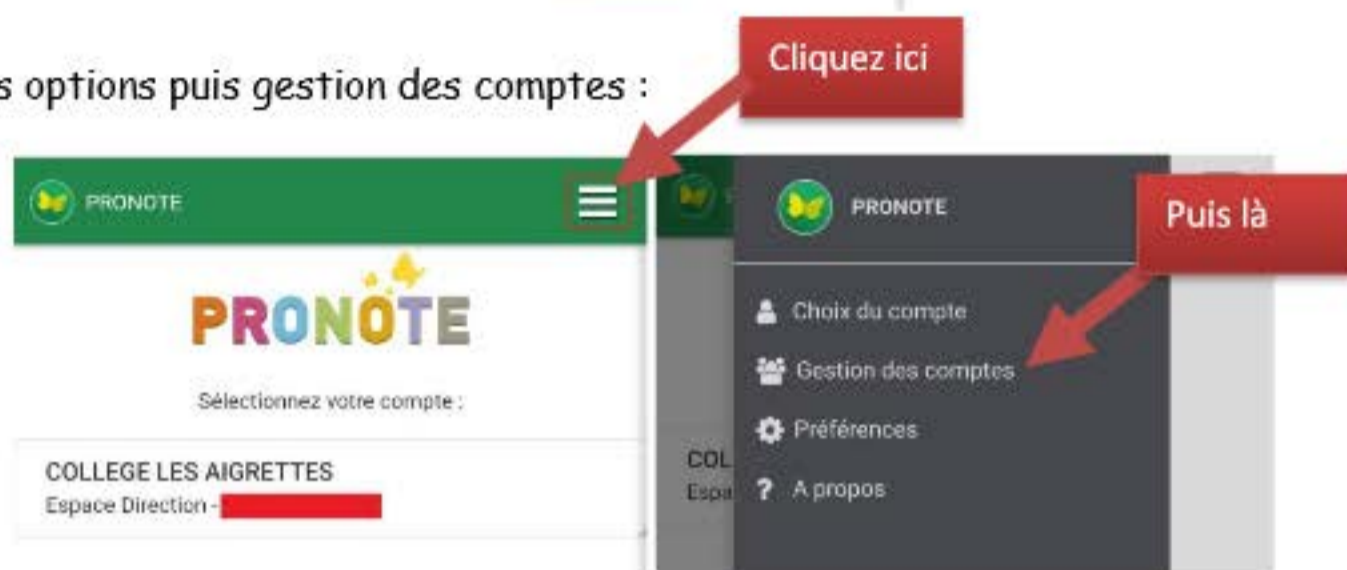 Cliquez ici
s options puis gestion des comptes :
PRONOTE
PRONOTE
Sélectionnez votre compte :
COLLEGE LES AIGRETTES
Espace Direction -
PRONOTE
Puis là
Choix du compte
Gestion des comptes
Préférences
? A propos
COL
Espa